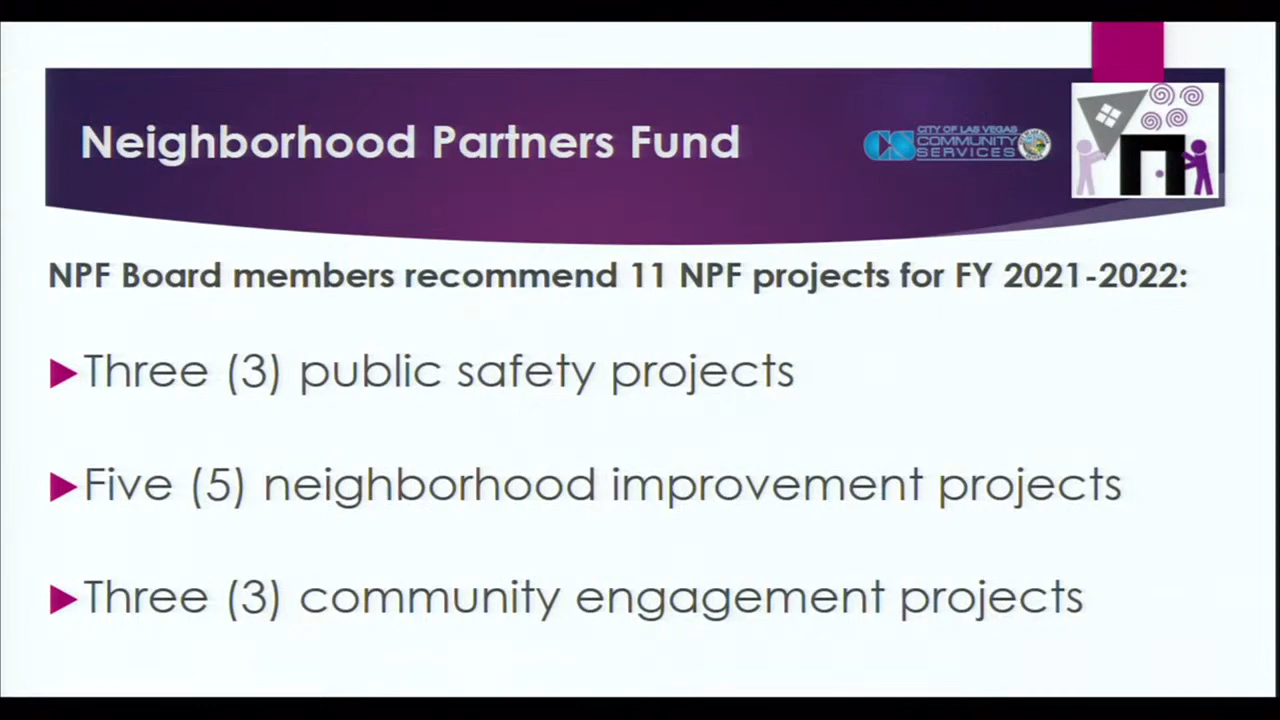 Neighborhood Partners Fund
CITY OF LAS VEGAS
COMMUNITY
SERVICES
NPF Board members recommend 11 NPF projects for FY 2021-2022:
Three (3) public safety projects
Five (5) neighborhood improvement projects
Three (3) community engagement projects